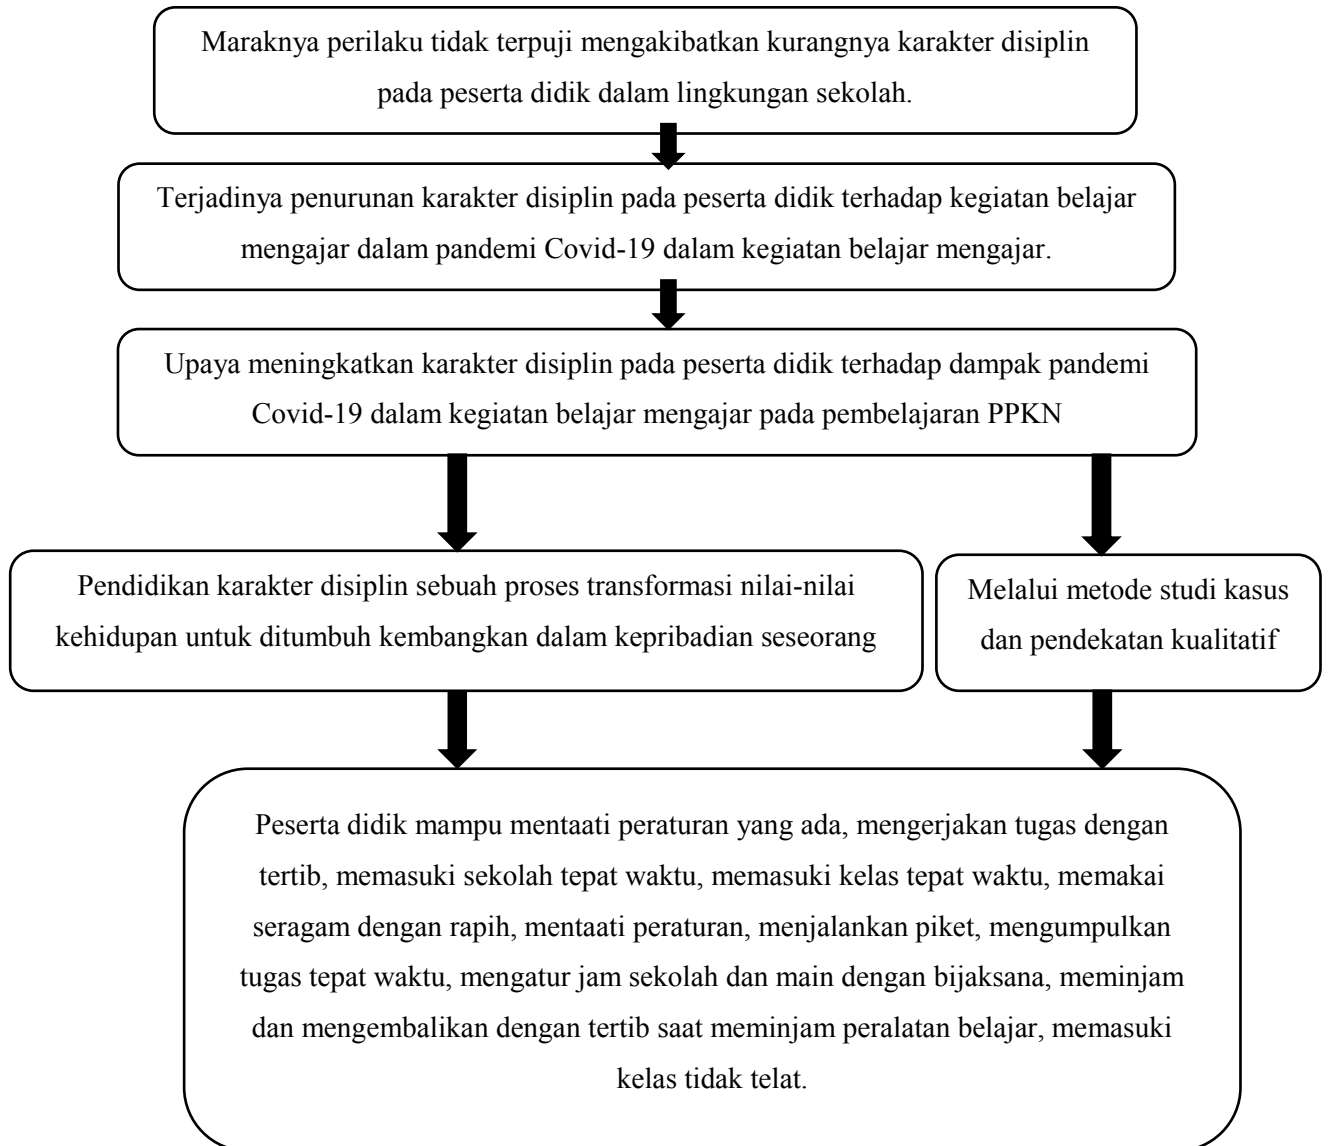 Maraknya perilaku tidak terpuji mengakibatkan kurangnya karakter disiplin
pada peserta didik dalam lingkungan sekolah.
Terjadinya penurunan karakter disiplin pada peserta didik terhadap kegiatan belajar
mengajar dalam pandemi Covid-19 dalam kegiatan belajar mengajar.
Upaya meningkatkan karakter disiplin pada peserta didik terhadap dampak pandemi
Covid-19 dalam kegiatan belajar mengajar pada pembelajaran PPKN
Pendidikan karakter disiplin sebuah proses transformasi nilai-nilai
kehidupan untuk ditumbuh kembangkan dalam kepribadian seseorang
Melalui metode studi kasus
dan pendekatan kualitatif
Peserta didik mampu mentaati peraturan yang ada, mengerjakan tugas dengan
tertib, memasuki sekolah tepat waktu, memasuki kelas tepat waktu, memakai
seragam dengan rapih, mentaati peraturan, menjalankan piket, mengumpulkan
tugas tepat waktu, mengatur jam sekolah dan main dengan bijaksana, meminjam
dan mengembalikan dengan tertib saat meminjam peralatan belajar, memasuki
kelas tidak telat.